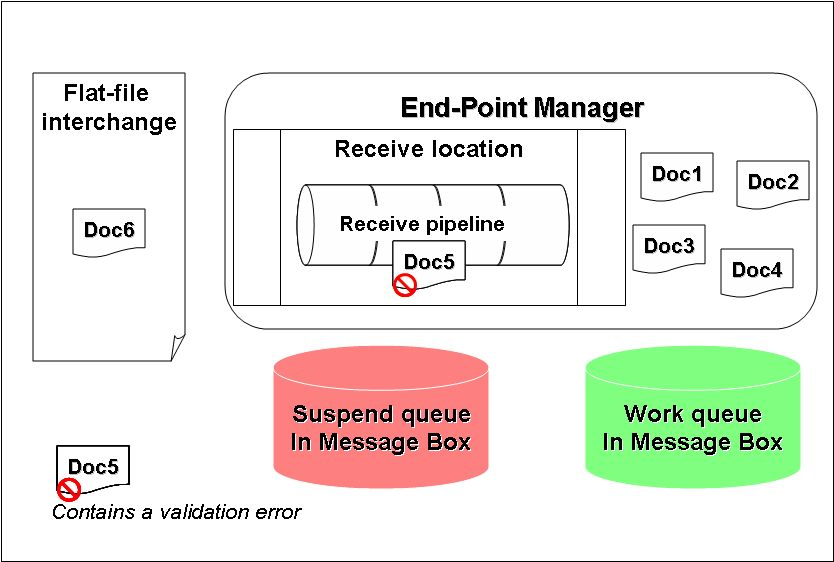 Flat-file
interchange
Doc6
End-Point Manager
Receive location
Receive pipeline
Doc5
Doc1
Doc2
Doc3
Doc4
Suspend queue
In Message Box
Work queue
In Message Box
Doc5
Contains a validation error